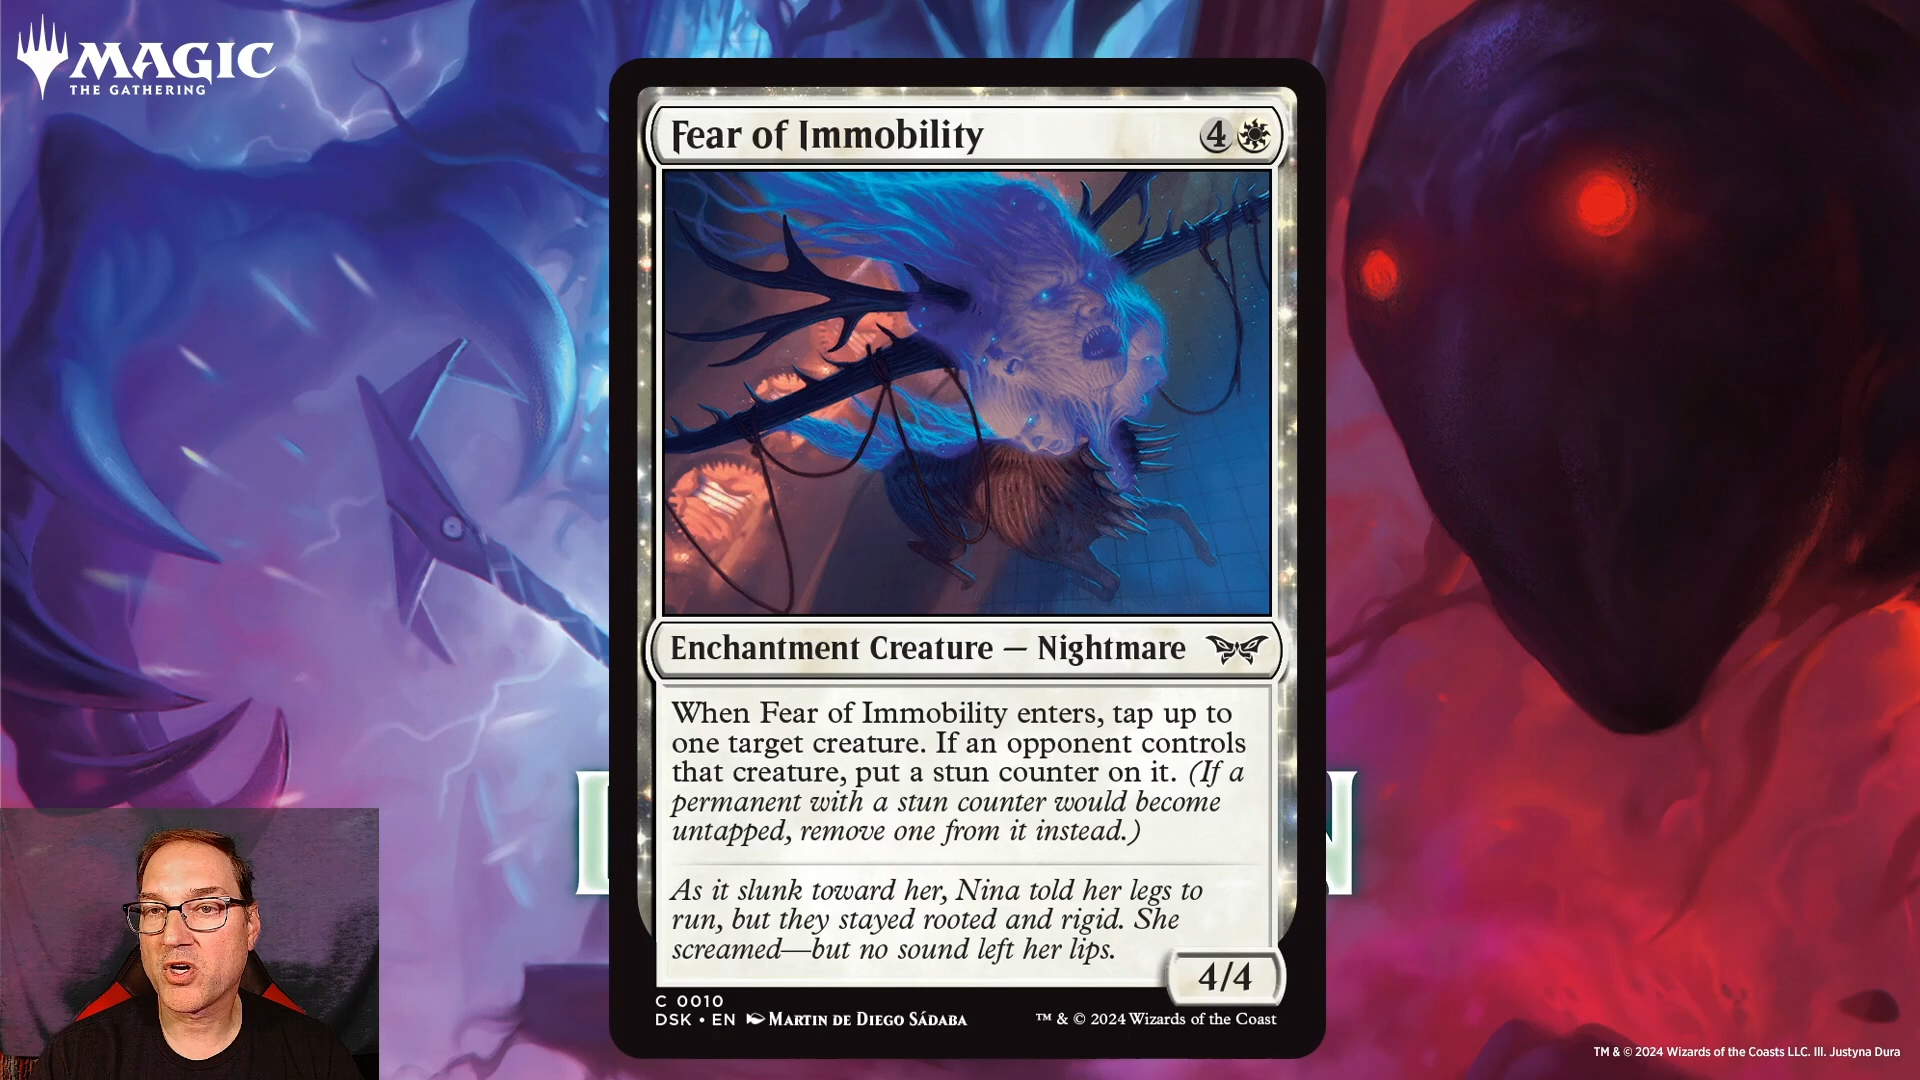 MAGIC
THE GATHERING
Fear of Immobility
4
Enchantment Creature — Nightmare
When Fear of Immobility enters, tap up to
one target creature. If an opponent controls
that creature, put a stun counter on it. (If a
permanent with a stun counter would become
untapped, remove one from it instead.)
As it slunk toward her, Nina told her legs to
run, but they stayed rooted and rigid. She
screamed—but no sound left her lips.
4/4
C 0010
DSK • EN Martin de Diego Sádaba
™ & © 2024 Wizards of the Coast
TM & © 2024 Wizards of the Coasts LLC. Ill. Justyna Dura